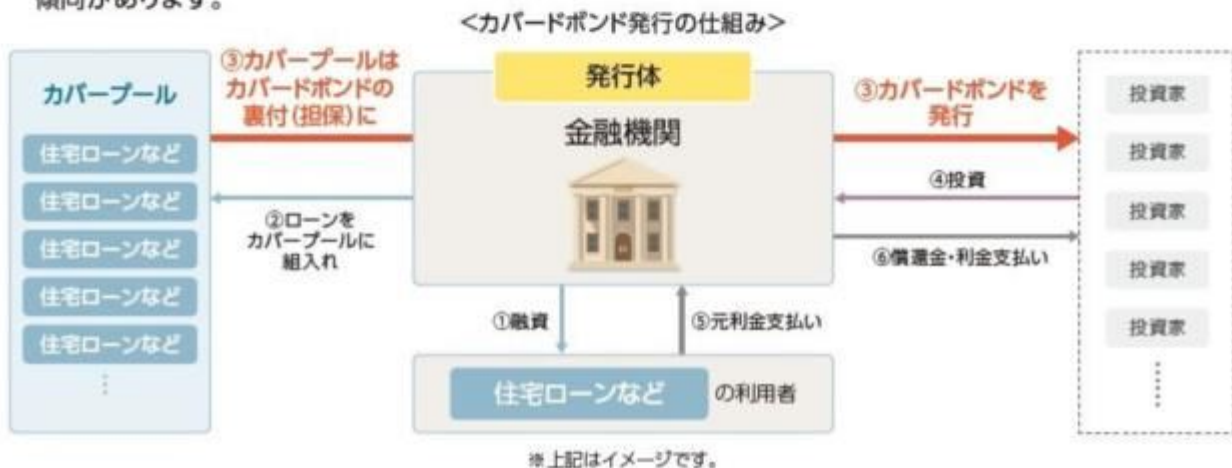 傾向があります。
<カバードボンド発行の仕組み>
カバープール
住宅ローンなど
住宅ローンなど
住宅ローンなど
住宅ローンなど
住宅ローンなど
③カバープールは
カバードボンドの
裏付(担保)に
②ローンを
カバープールに
組入れ
発行体
金融機関
①融資
⑤元利金支払い
住宅ローンなど の利用者
③カバードボンドを
発行
④投資
⑥償還金・利金支払い
投資家
投資家
投資家
投資家
投資家
※上記はイメージです。